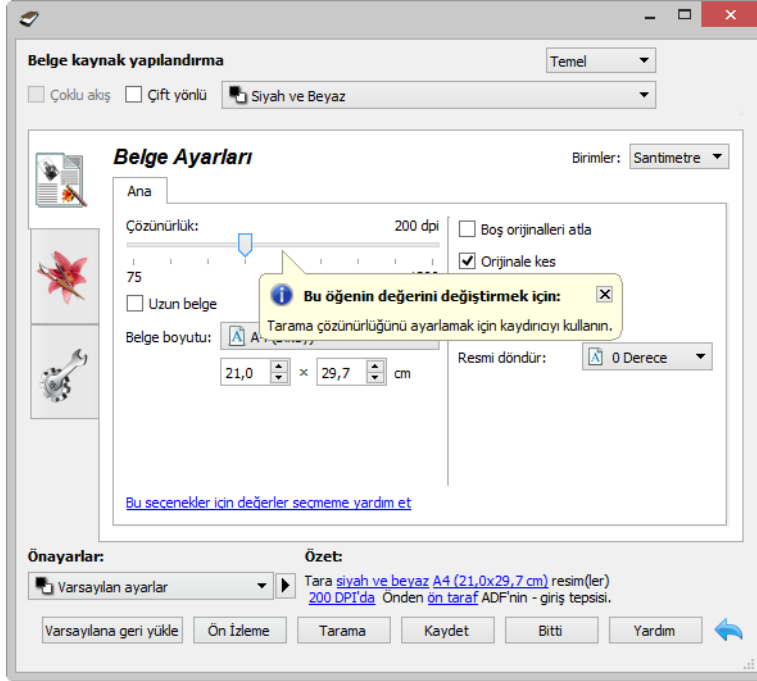 Belge kaynak yapılandırma
Temel
Çoklu akış
Çift yönlü
Siyah ve Beyaz
Belge Ayarları
Birimler: Santimetre
Ana
Çözünürlük: 200 dpi
75
Boş orijinalleri atla
Orijinale kes
Bu öğenin değerini değiştirmek için:
Tarama çözünürlüğünü ayarlamak için kaydırıcıyı kullanın.
Uzun belge
Belge boyutu:
21,0 × 29,7 cm
Resmi döndür: 0 Derece
Bu seçenekler için değerler seçmeme yardım et
Önayarlar:
Varsayılan ayarlar
Özet:
Tara siyah ve beyaz A4 (21,0x29,7 cm) resim(ler)
200 DPI'da Önden ön taraf ADF'nin - giriş tepsisi.
Varsayılana geri yükle Ön İzleme Tarama Kaydet Bitti Yardım